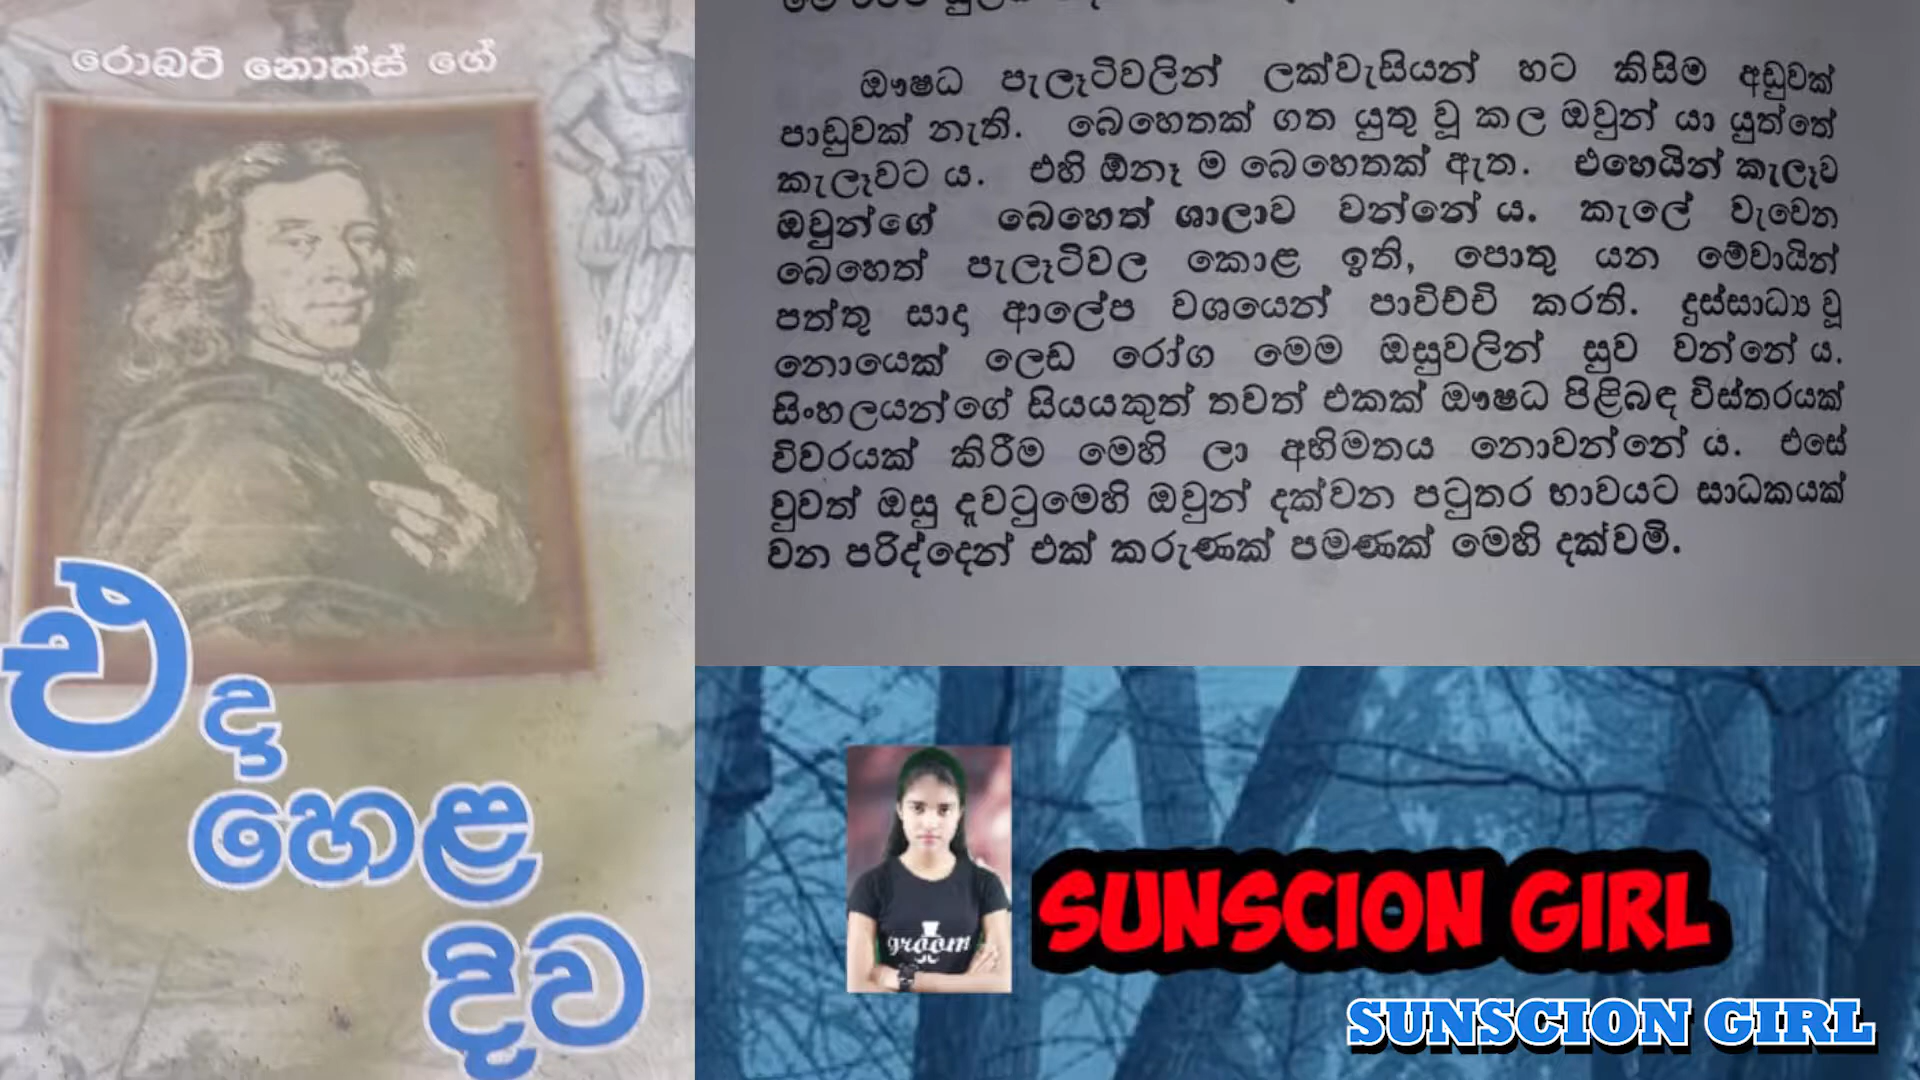 රොබට් නොක්ස් ගේ
එදා
හෙළ
දිව
ඖෂධ පැලෑටිවලින් ලක්වැසියන් හට කිසිම අඩුවක්
පාඩුවක් නැති. බෙහෙතක් ගත යුතු වූ කල ඔවුන් යා යුත්තේ
කැලෑවට ය. එහි ඕනෑ ම බෙහෙතක් ඇත. එහෙයින් කැලෑව
ඔවුන්ගේ බෙහෙත් ශාලාව වන්නේ ය. කැලේ වැවෙන
බෙහෙත් පැලෑටිවල කොළ ඉති, පොතු යන මේවායින්
පත්තු සාදා ආලේප වශයෙන් පාවිච්චි කරති. දුස්සාධ්‍ය වූ
නොයෙක් ලෙඩ රෝග මෙම ඔසුවලින් සුව වන්නේ ය.
සිංහලයන්ගේ සියයකුත් තවත් එකක් ඖෂධ පිළිබඳ විස්තරයක්
විවරයක් කිරීම මෙහි ලා අභිමතය නොවන්නේ ය. එසේ
වුවත් ඔසු දැවටුමෙහි ඔවුන් දක්වන පටුතර භාවයට සාධකයක්
වන පරිද්දෙන් එක් කරුණක් පමණක් මෙහි දක්වමි.
groom
SUNSCION GIRL
SUNSCION GIRL